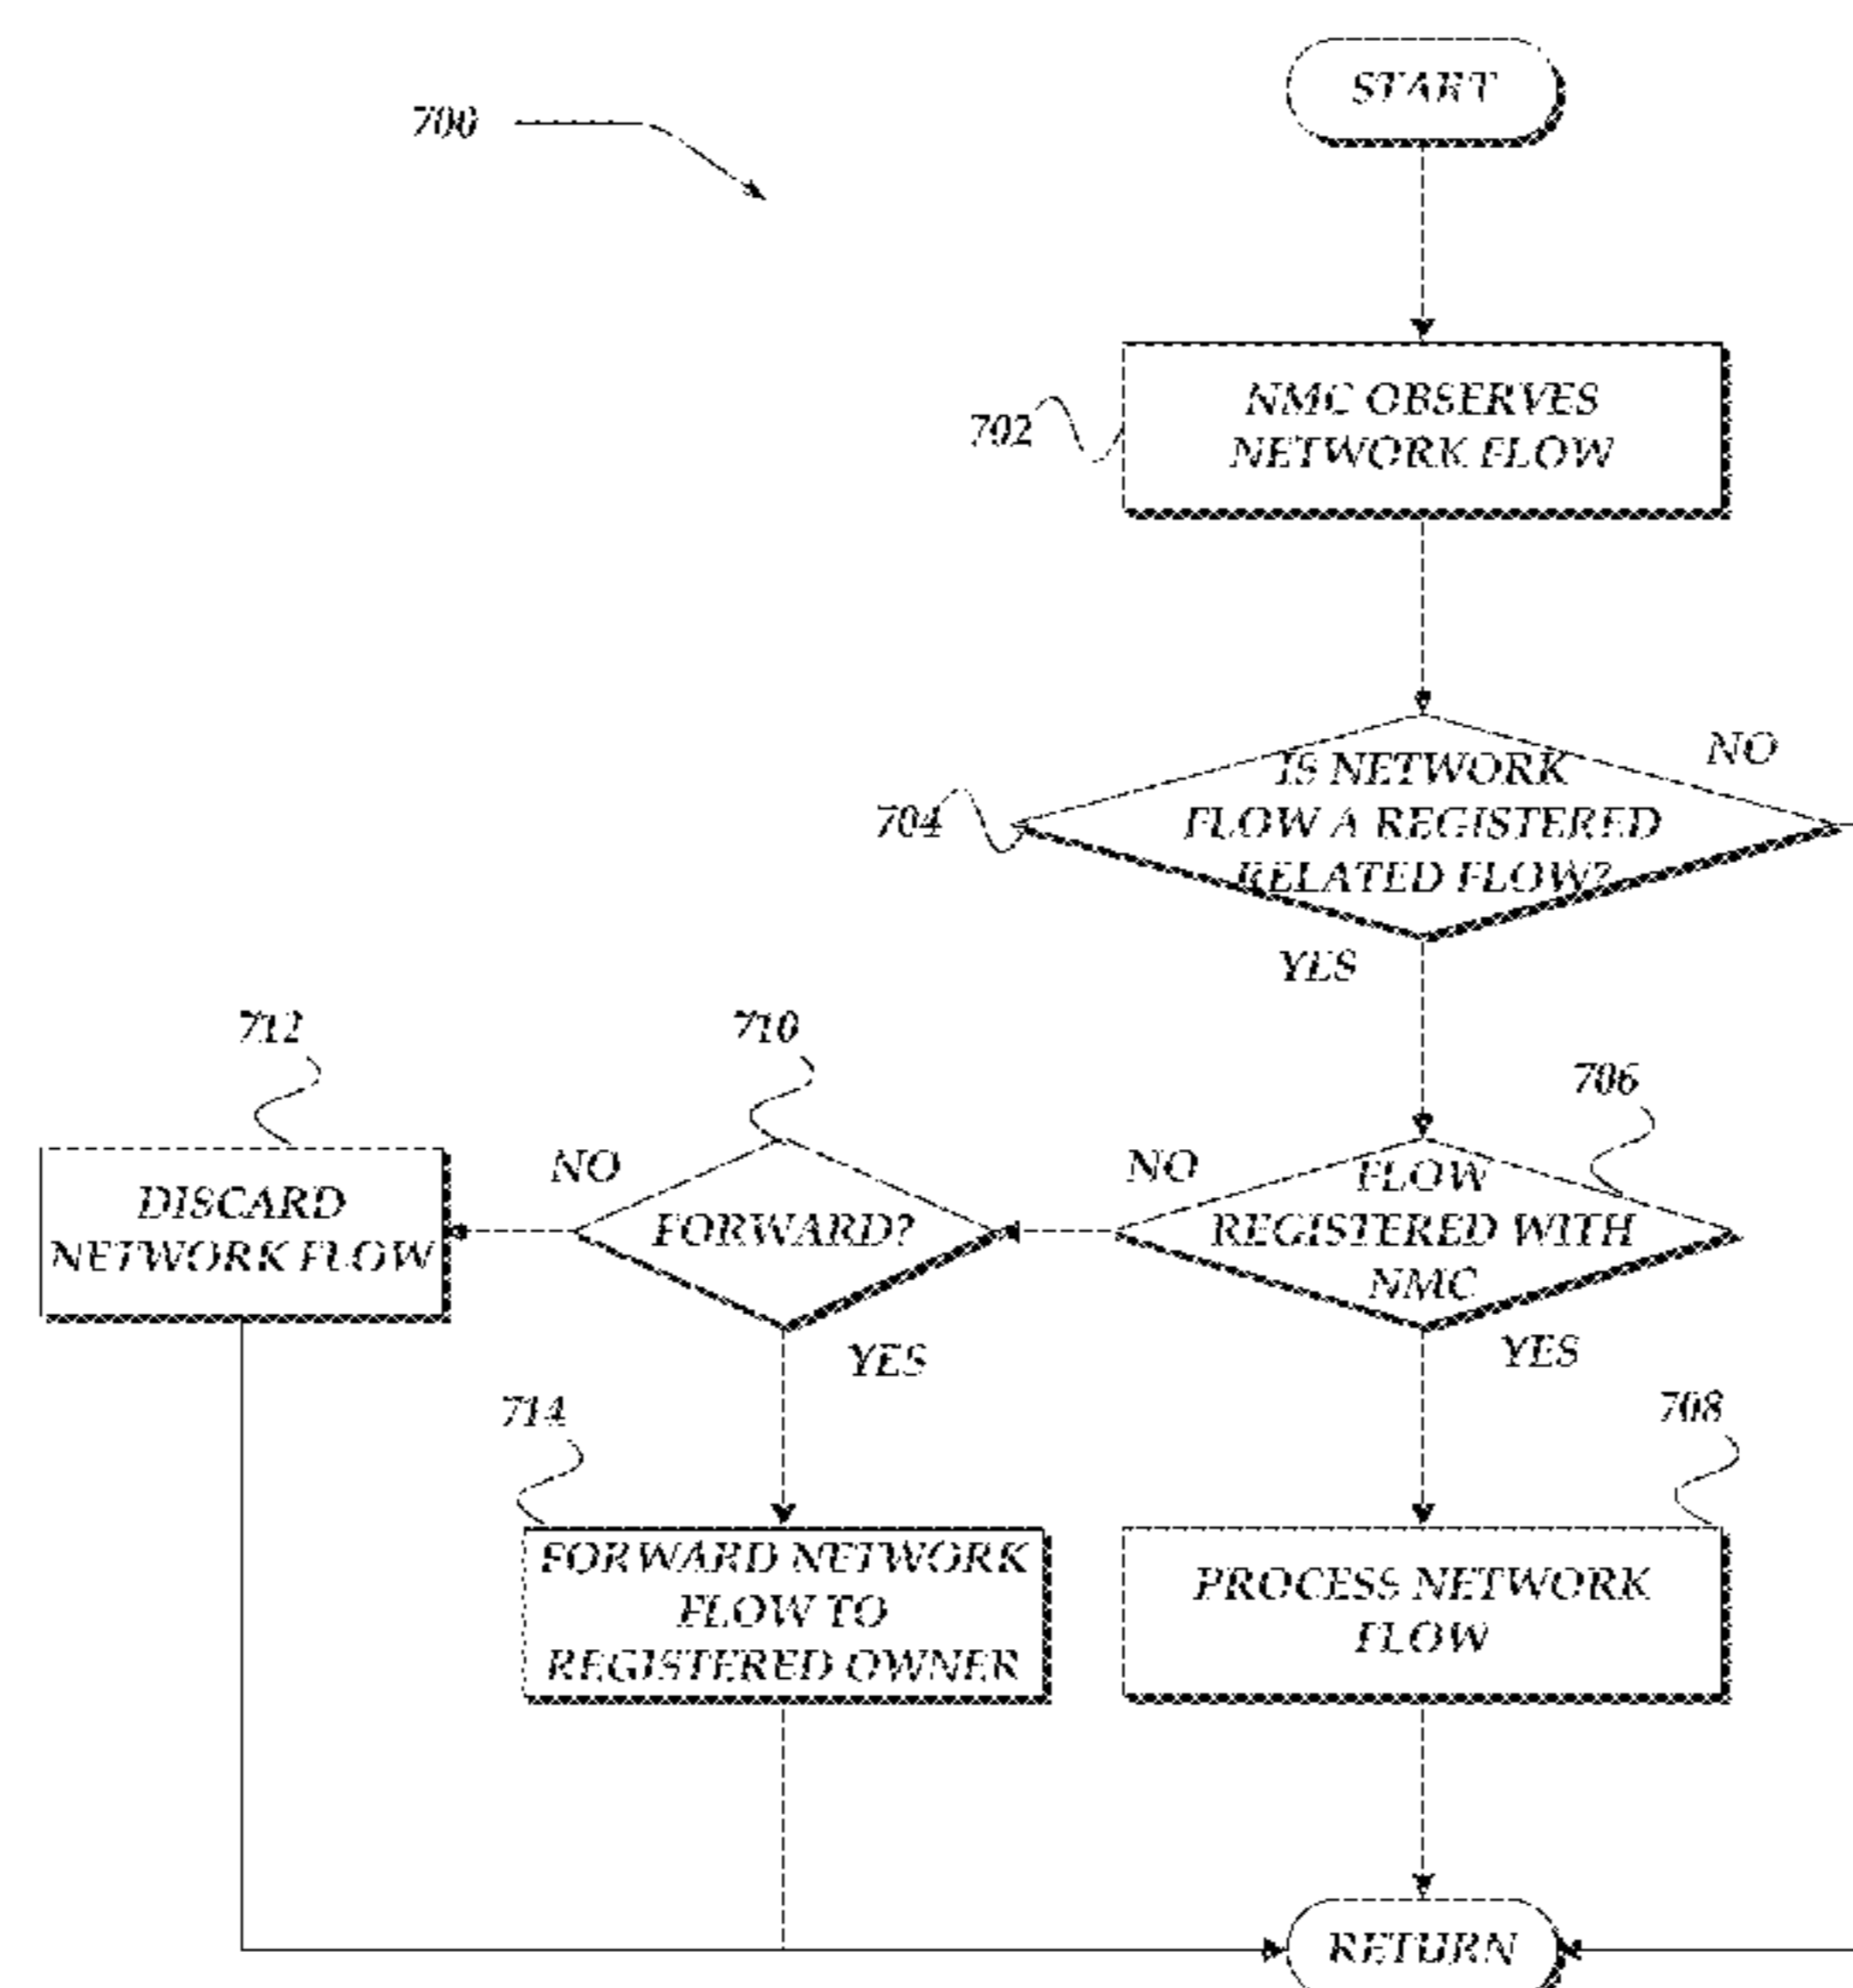 700
START
702
NMC OBSERVES
NETWORK FLOW
704
IS NETWORK
FLOW A REGISTERED
RELATED FLOW?
NO
YES
712
710
706
DISCARD
NETWORK FLOW
NO
FORWARD?
NO
FLOW
REGISTERED WITH
NMC
YES
YES
714
708
FORWARD NETWORK
FLOW TO
REGISTERED OWNER
PROCESS NETWORK
FLOW
RETURN